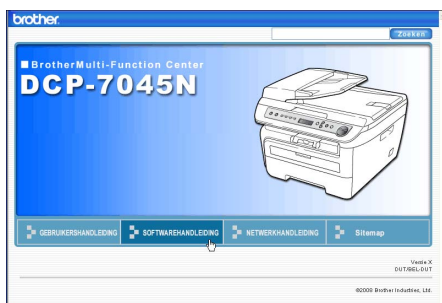 brother
Zoeken
BrotherMulti-Function Center
DCP-7045N
GEBRUIKERSHANDLEIDING
SOFTWAREHANDLEIDING
NETWERKHANDLEIDING
Sitemap
Versie X
DUT/BEL-DUT
©2008 Brother Industries, Ltd.